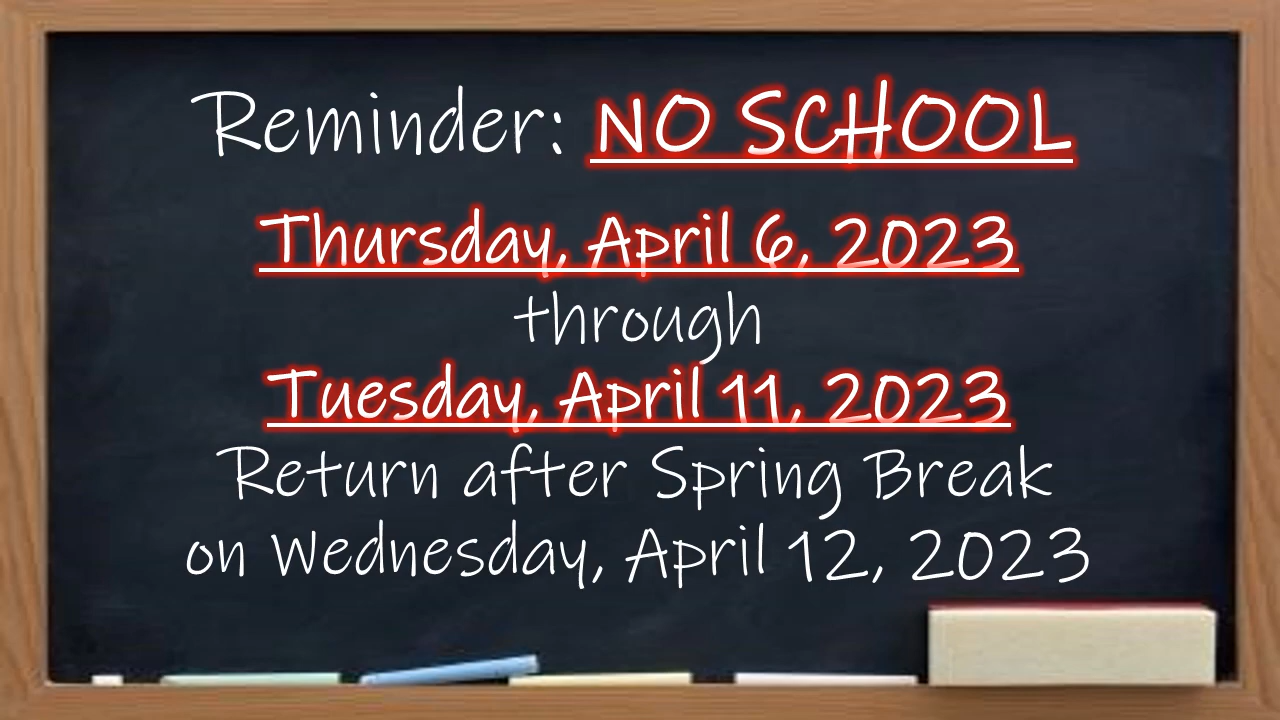 Reminder: NO SCHOOL
Thursday, April 6, 2023
through
Tuesday, April 11, 2023
Return after Spring Break
on Wednesday, April 12, 2023